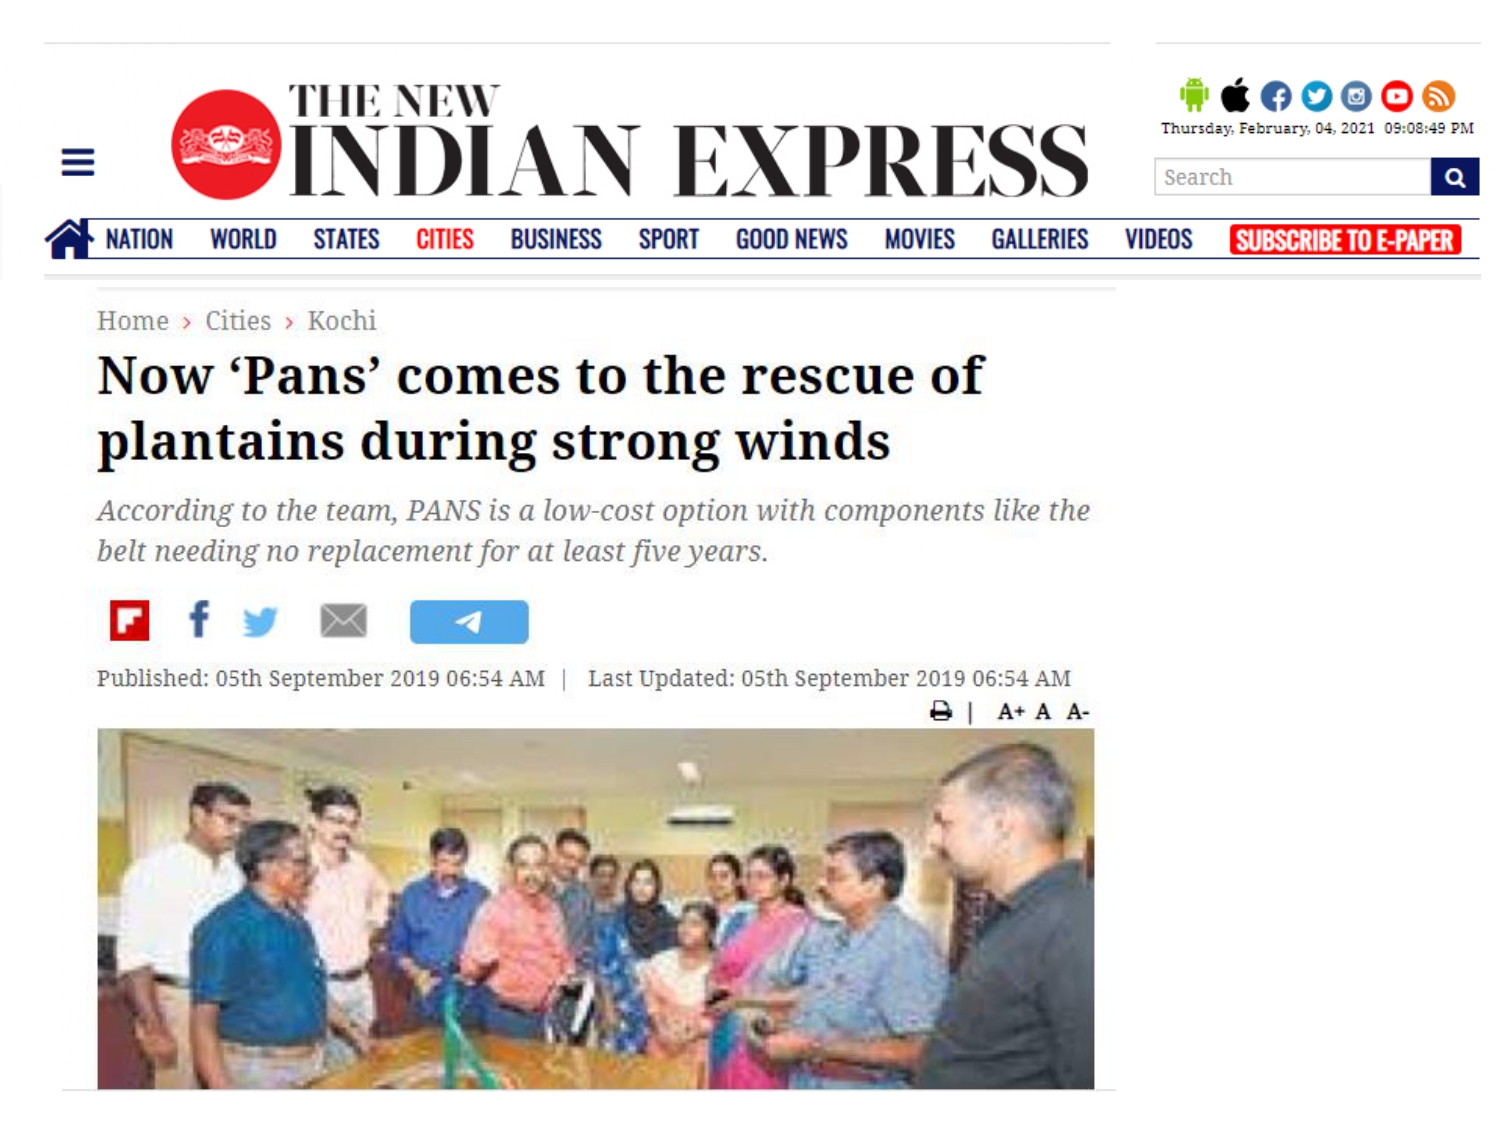 THE NEW
INDIAN EXPRESS
Thursday, February, 04, 2021 09:08:49 PM
Search
NATION WORLD STATES CITIES BUSINESS SPORT GOOD NEWS MOVIES GALLERIES VIDEOS SUBSCRIBE TO E-PAPER
Home › Cities › Kochi
Now ‘Pans’ comes to the rescue of
plantains during strong winds
According to the team, PANS is a low-cost option with components like the
belt needing no replacement for at least five years.
Published: 05th September 2019 06:54 AM | Last Updated: 05th September 2019 06:54 AM
| A+ A A-